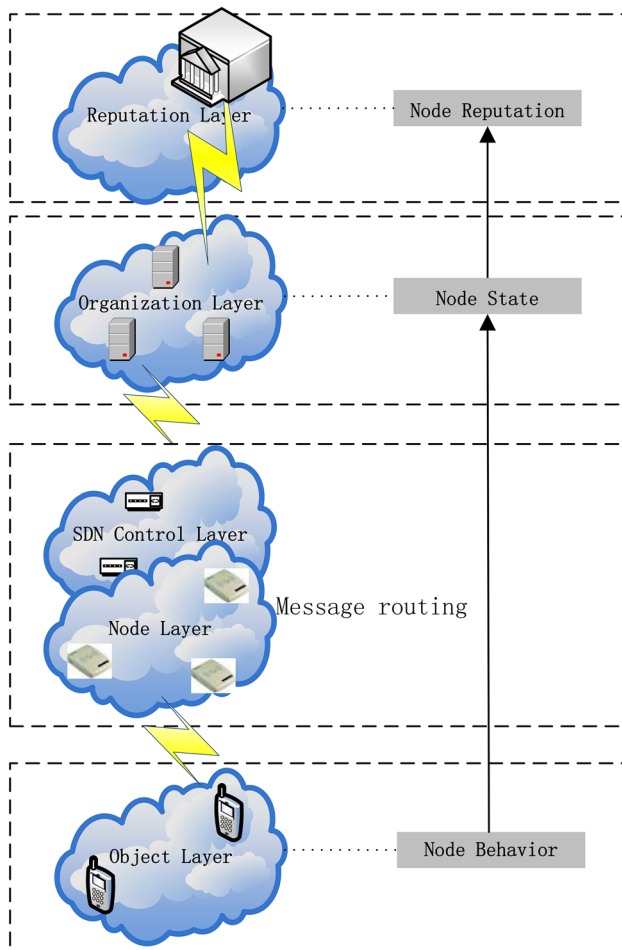 Reputation Layer
Node Reputation
Organization Layer
Node State
SDN Control Layer
Message routing
Node Layer
Object Layer
Node Behavior